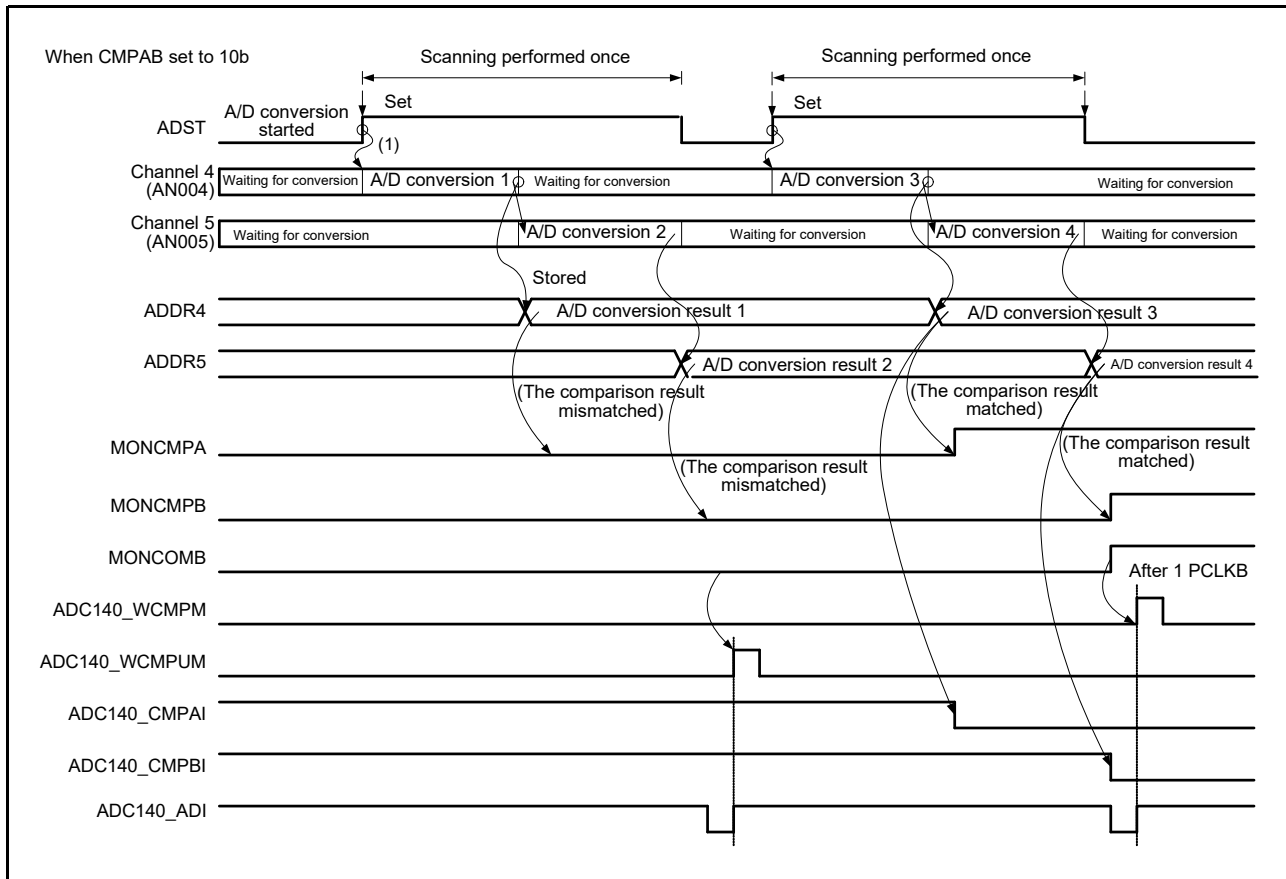 When CMPAB set to 10b
Scanning performed once
Scanning performed once
ADST
A/D conversion
started
Set
Set
(1)
Channel 4
(AN004)
Waiting for conversion
A/D conversion 1
Waiting for conversion
A/D conversion 3
Waiting for conversion
Channel 5
(AN005)
Waiting for conversion
A/D conversion 2
Waiting for conversion
A/D conversion 4
Waiting for conversion
Stored
ADDR4
A/D conversion result 1
A/D conversion result 3
ADDR5
A/D conversion result 2
A/D conversion result 4
(The comparison result
mismatched)
(The comparison result
matched)
MONCMPA
(The comparison result
mismatched)
(The comparison result
matched)
MONCMPB
MONCOMB
After 1 PCLKB
ADC140_WCMPM
ADC140_WCMPUM
ADC140_CMPAI
ADC140_CMPBI
ADC140_ADI